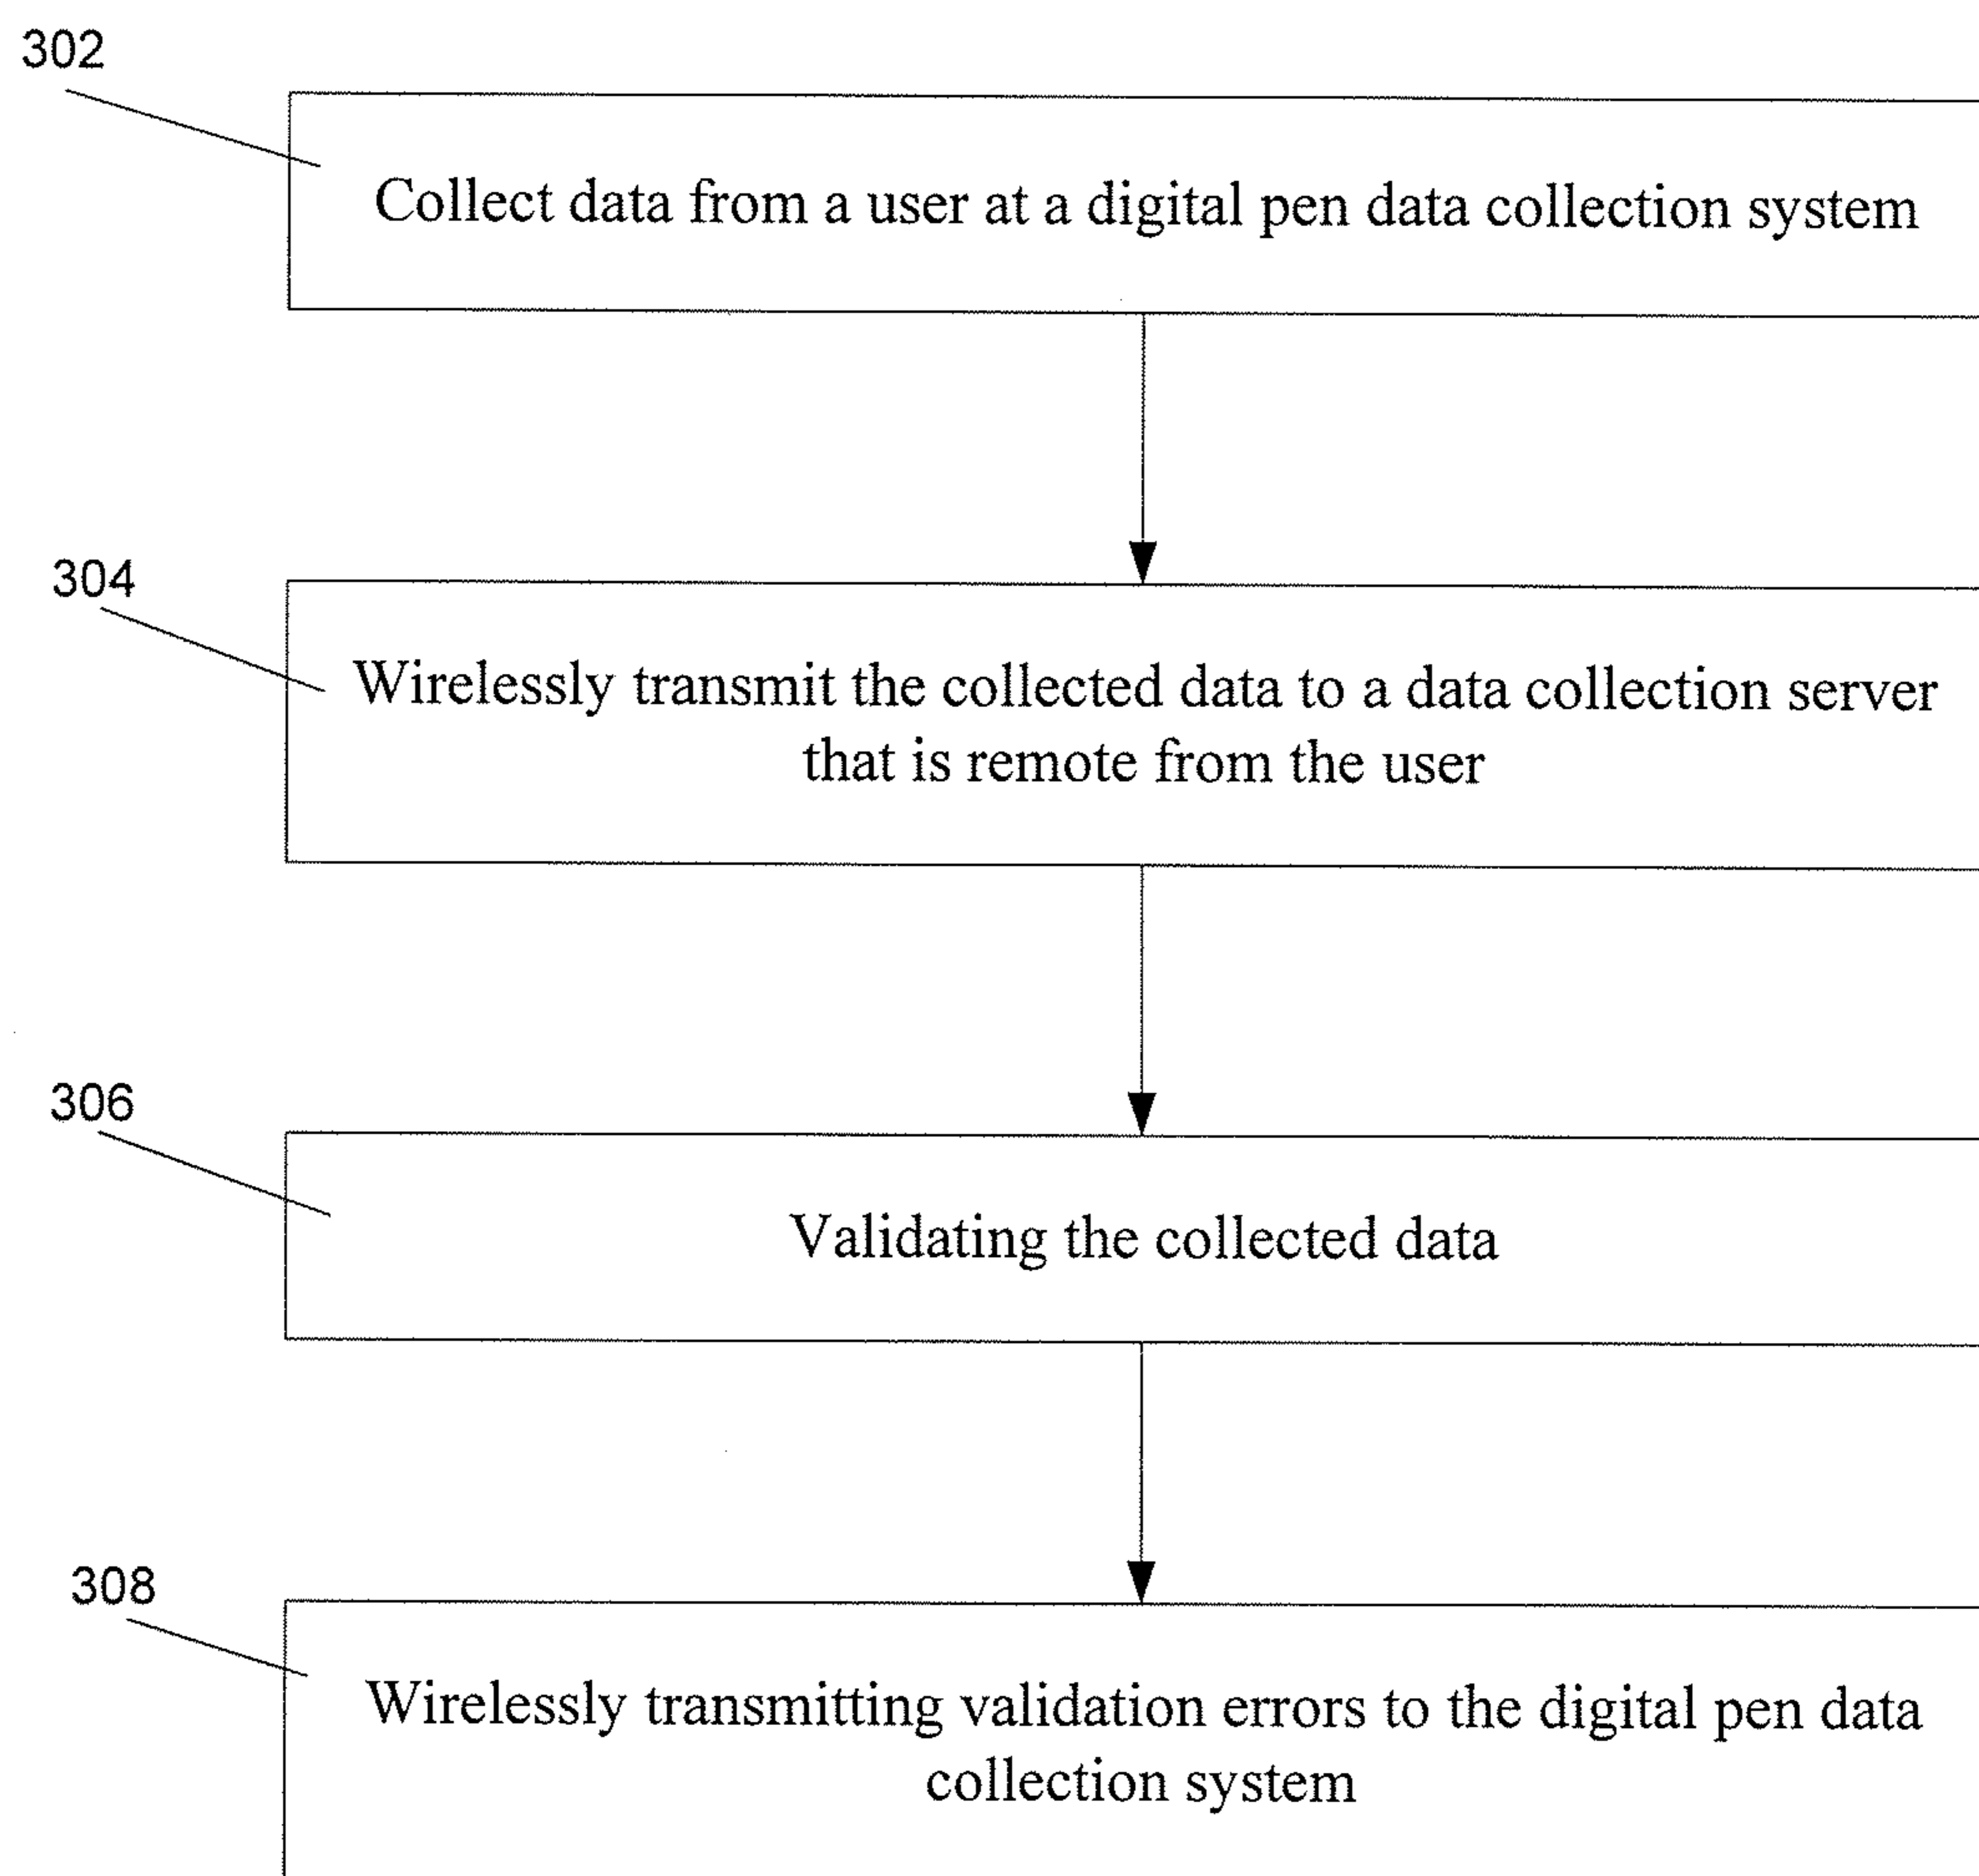 302
Collect data from a user at a digital pen data collection system
304
Wirelessly transmit the collected data to a data collection server
that is remote from the user
306
Validating the collected data
308
Wirelessly transmitting validation errors to the digital pen data
collection system